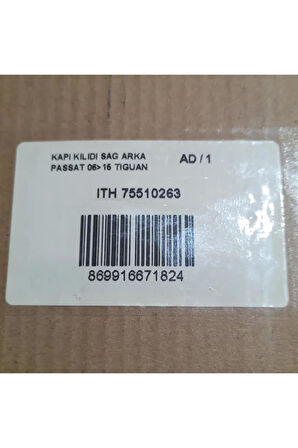 KAPI KILIDI SAG ARKA AD / 1
PASSAT 06>16 TIGUAN
ITH 75510263
869916671824